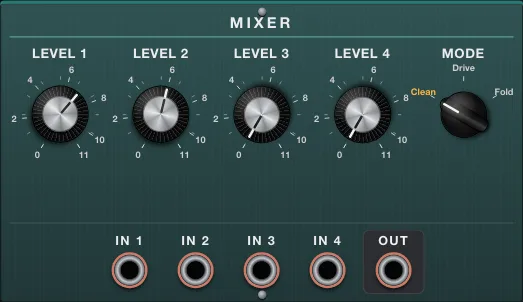 MIXER
LEVEL 1 LEVEL 2 LEVEL 3 LEVEL 4 MODE
6 6 6 6 Drive
4 8 4 8 4 8 4 8 Clean Fold
2 10 2 10 2 10 2 10
0 11 0 11 0 11 0 11
IN 1 IN 2 IN 3 IN 4 OUT